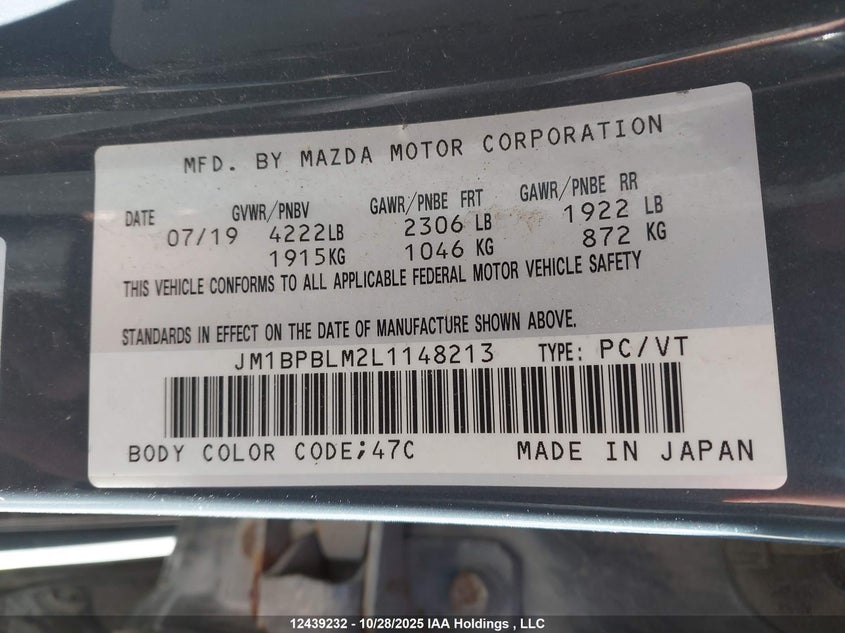 MFD. BY MAZDA MOTOR CORPORATION
DATE GVWR/PNBV GAWR/PNBE FRT GAWR/PNBE RR
07/19 4222LB 2306 LB 1922 LB
1915KG 1046 KG 872 KG
THIS VEHICLE CONFORMS TO ALL APPLICABLE FEDERAL MOTOR VEHICLE SAFETY
STANDARDS IN EFFECT ON THE DATE OF MANUFACTURE SHOWN ABOVE.
JM1BPBLM2L1148213 TYPE: PC/VT
BODY COLOR CODE;47C MADE IN JAPAN
12439232 - 10/28/2025 IAA Holdings , LLC